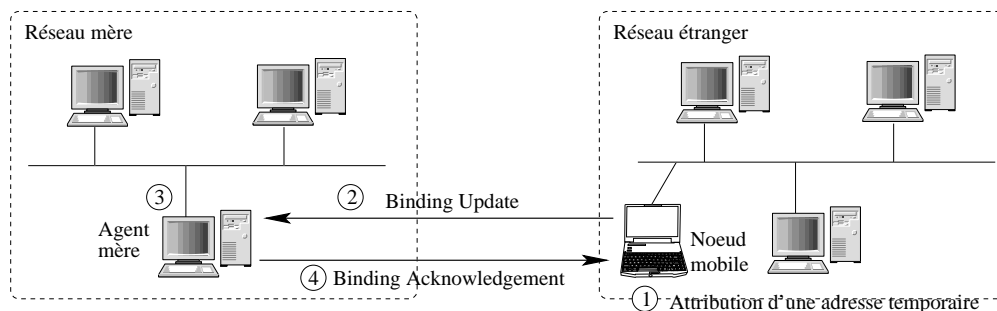 Réseau mère
Réseau étranger
③
②
Binding Update
Agent
mère
Noeud
mobile
④ Binding Acknowledgement
① Attribution d'une adresse temporaire